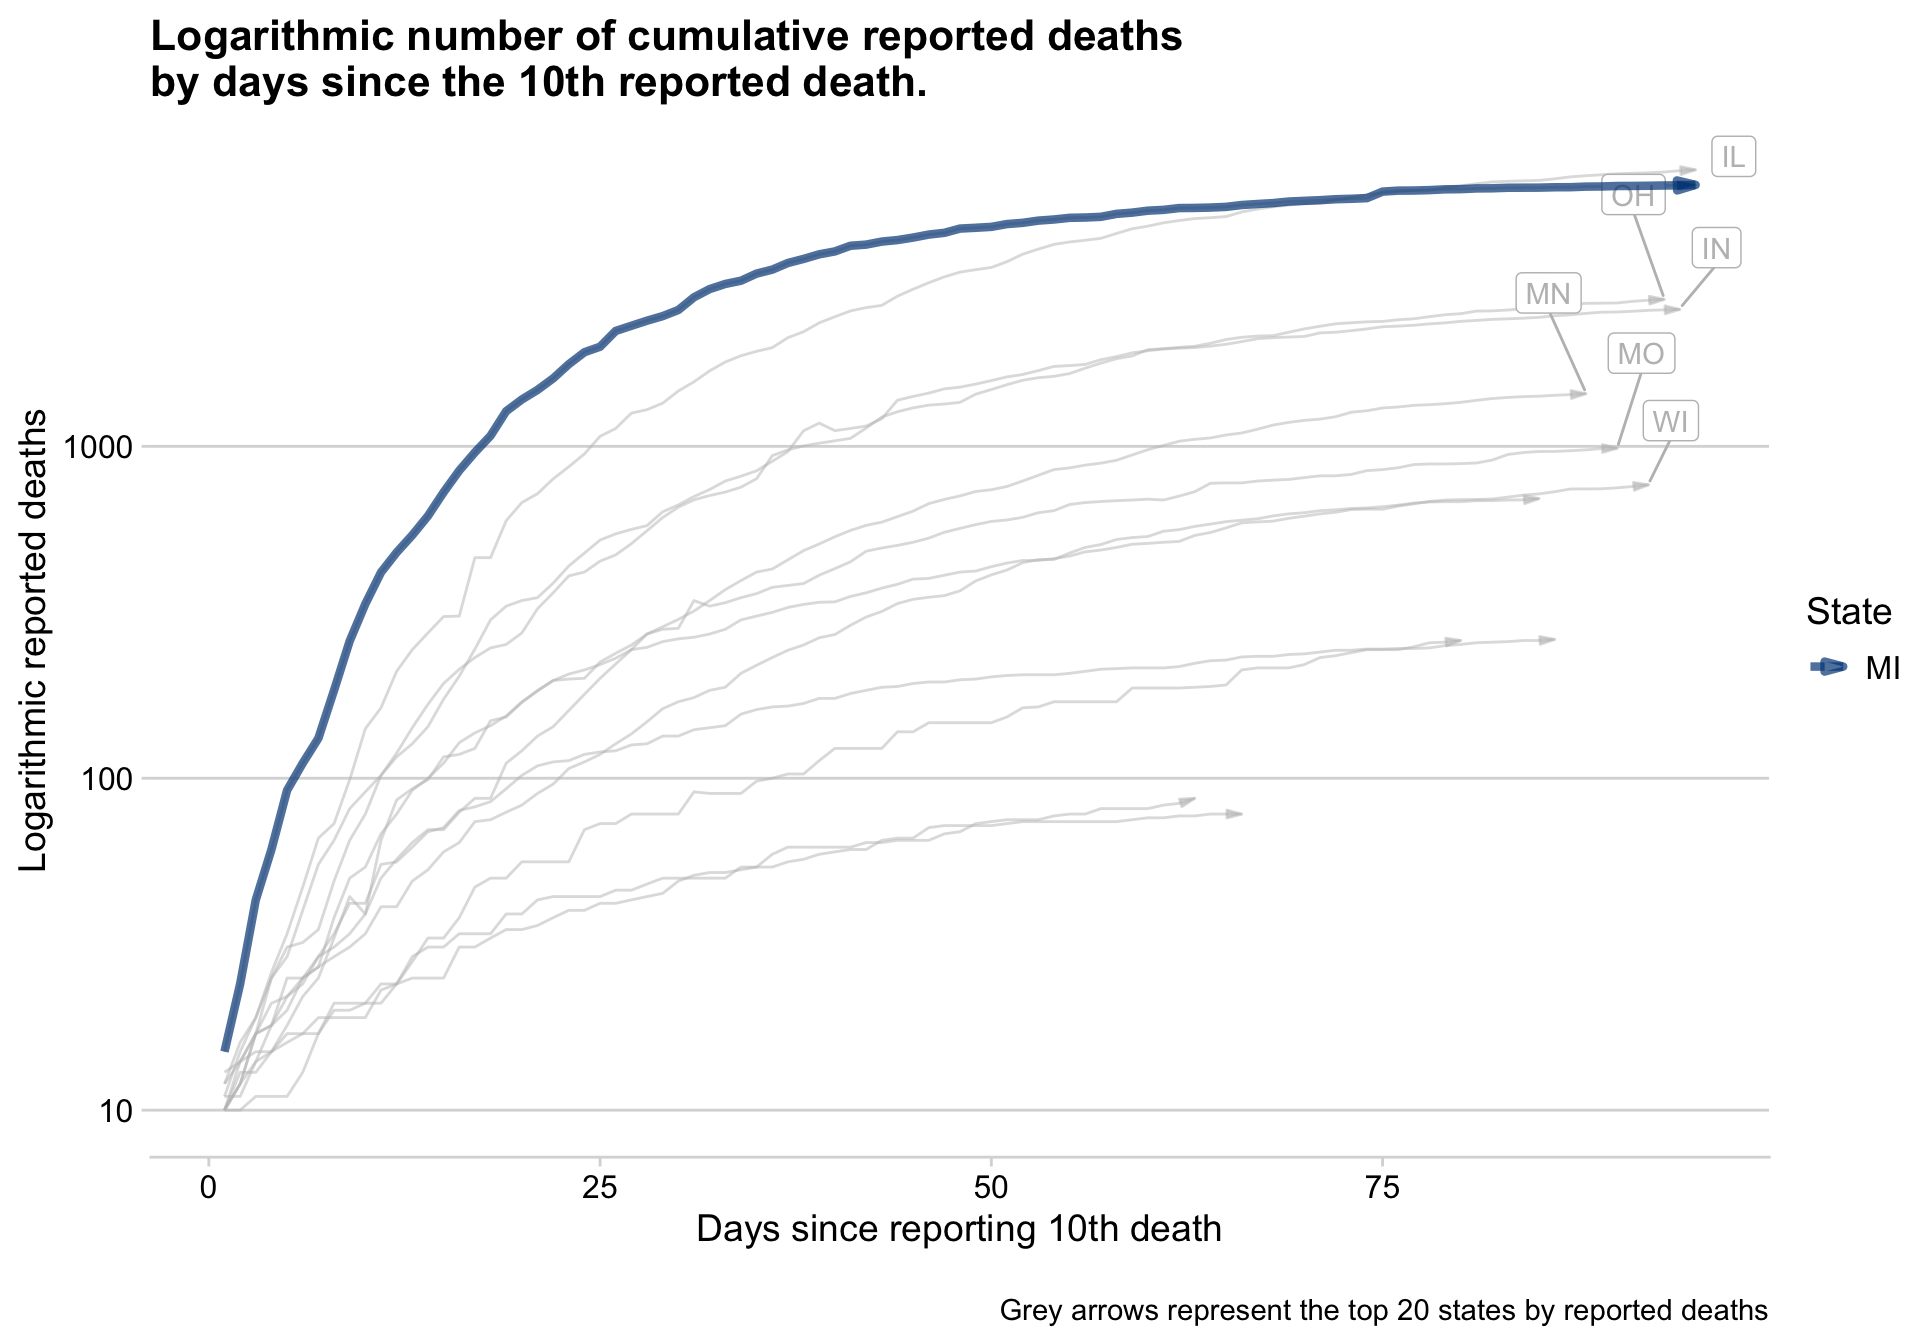 Logarithmic number of cumulative reported deaths
by days since the 10th reported death.
IL
OH
IN
MN
MO
WI
Logarithmic reported deaths
1000
100
10
State
MI
0
25
50
75
Days since reporting 10th death
Grey arrows represent the top 20 states by reported deaths